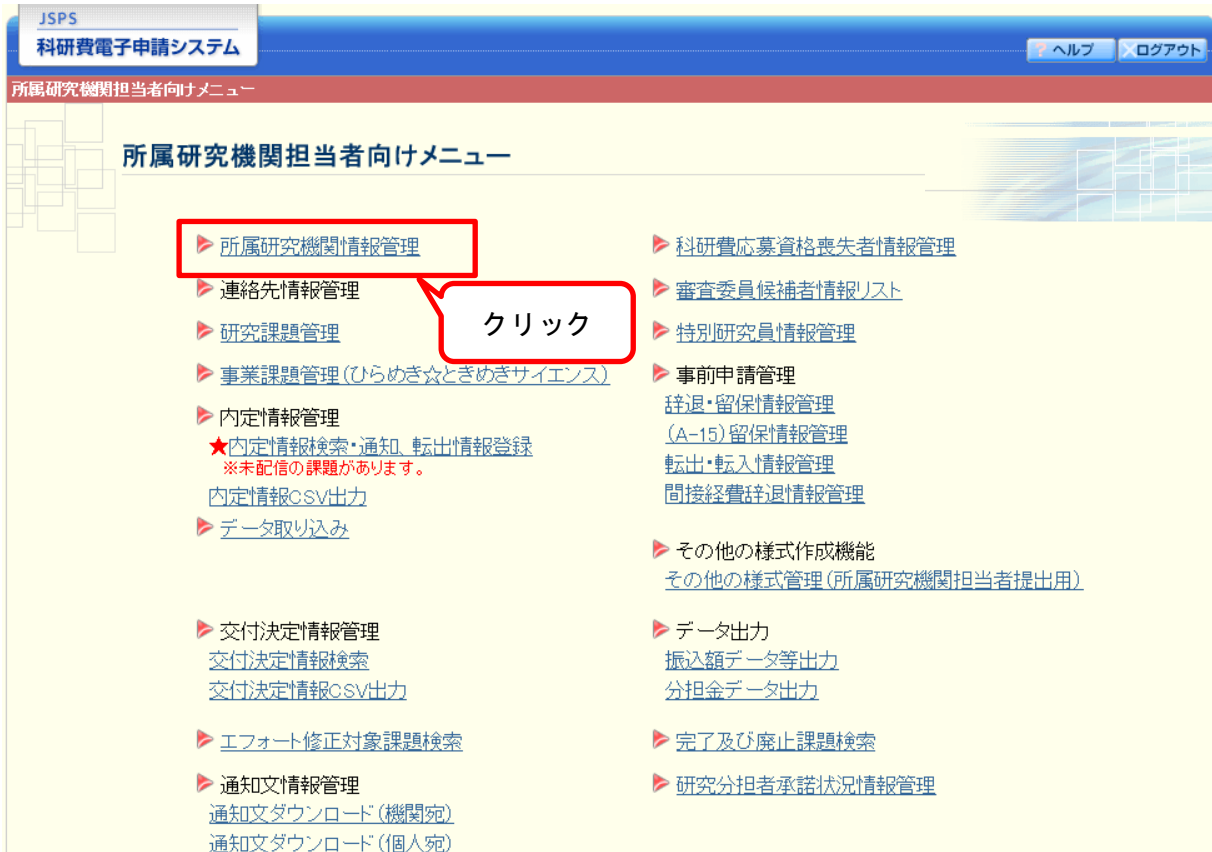 JSPS
科研費電子申請システム
? ヘルプ
ログアウト
所属研究機関担当者向けメニュー
所属研究機関担当者向けメニュー
所属研究機関情報管理
連絡先情報管理
クリック
研究課題管理
事業課題管理(ひらめき☆ときめきサイエンス)
内定情報管理
★内定情報検索・通知、転出情報登録
※未配信の課題があります。
内定情報CSV出力
データ取り込み
交付決定情報管理
交付決定情報検索
交付決定情報CSV出力
エフォート修正対象課題検索
通知文情報管理
通知文ダウンロード(機関宛)
通知文ダウンロード(個人宛)
科研費応募資格喪失者情報管理
審査委員候補者情報リスト
特別研究員情報管理
事前申請管理
辞退・留保情報管理
(A-15)留保情報管理
転出・転入情報管理
間接経費辞退情報管理
その他の様式作成機能
その他の様式管理(所属研究機関担当者提出用)
データ出力
振込額データ等出力
分担金データ出力
完了及び廃止課題検索
研究分担者承諾状況情報管理